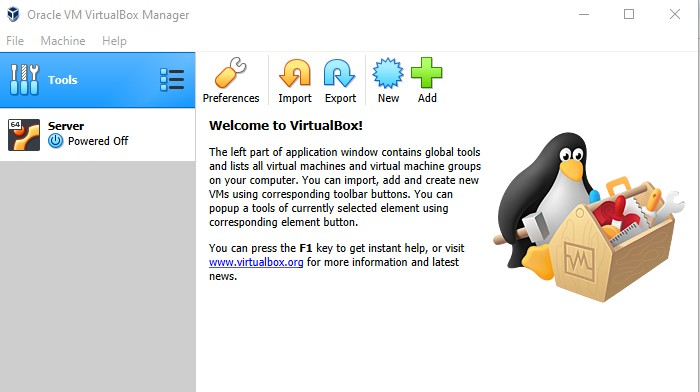 Oracle VM VirtualBox Manager
File Machine Help
Tools
Preferences Import Export New Add
64 Server
Powered Off
Welcome to VirtualBox!
The left part of application window contains global tools
and lists all virtual machines and virtual machine groups
on your computer. You can import, add and create new
VMs using corresponding toolbar buttons. You can
popup a tools of currently selected element using
corresponding element button.
You can press the F1 key to get instant help, or visit
www.virtualbox.org for more information and latest
news.